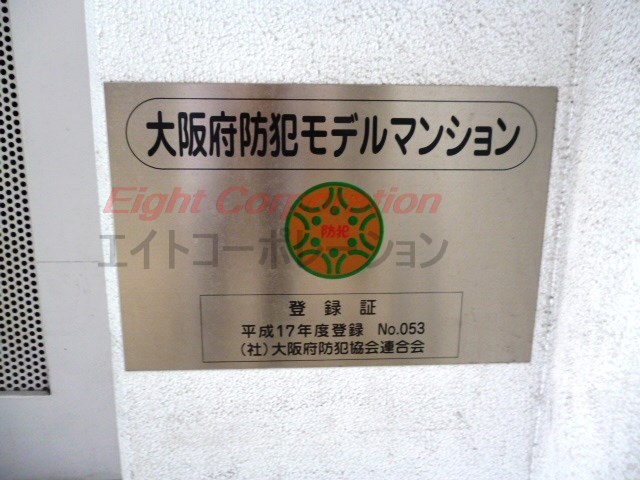 大阪府防犯モデルマンション
Eight Corporation
防犯
エイトコーポレーション
登録証
平成17年度登録 No.053
(社)大阪府防犯協会連合会